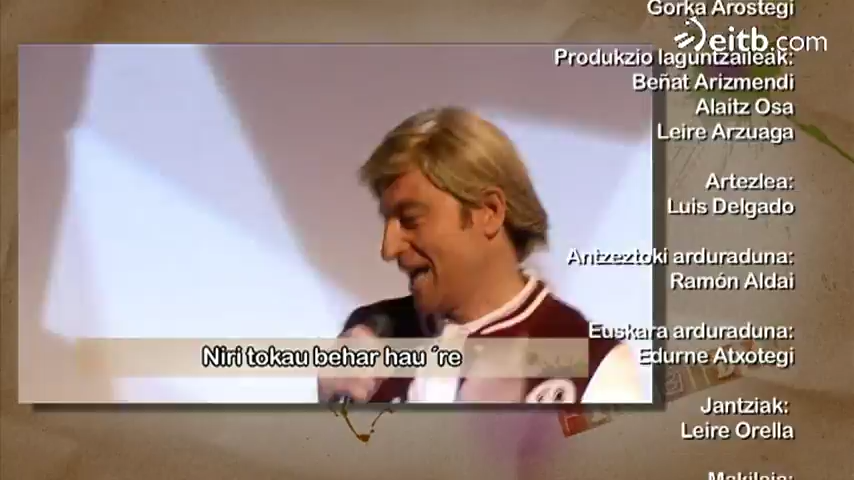 Gorka Arostegi
eitb.com
Produkzio laguntzaileak:
Beñat Arizmendi
Alaitz Osa
Leire Arzuaga
Artezlea:
Luis Delgado
Antzeztoki arduraduna:
Ramón Aldai
Euskara arduraduna:
Edurne Atxotegi
Niri tokau behar hau ´re
Jantziak:
Leire Orella